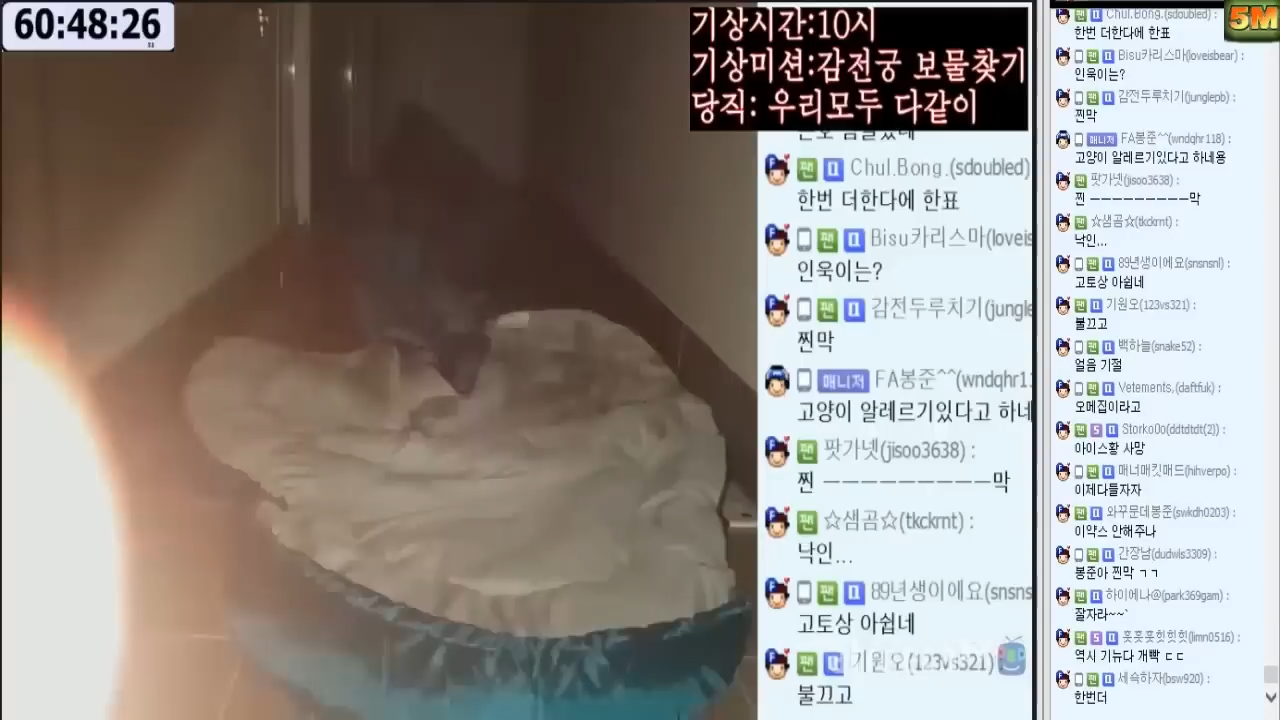 60:48:26
기상시간:10시
기상미션:감전궁 보물찾기
당직: 우리모두 다같이
Chul.Bong.(sdoubled)
한번 더한다에 한표
Bisu카리스마(loveis
인욱이는?
감전두루치기(jungle
찐막
매니저 FA봉준^^(wndqhr1
고양이 알레르기있다고 하네
팟가넷(jisoo3638) :
찐 ㅡㅡㅡㅡㅡㅡㅡㅡㅡ막
☆샘곰☆(tkckrnt) :
낙인...
89년생이에요(snsns
고토상 아쉽네
기원오(123vs321)
불끄고
5M
Chul.Bong.(sdoubled) :
한번 더한다에 한표
Bisu카리스마(loveisbear) :
인욱이는?
감전두루치기(junglepb) :
찐막
매니저 FA봉준^^(wndqhr118) :
고양이 알레르기있다고 하네용
팟가넷(jisoo3638) :
찐 ㅡㅡㅡㅡㅡㅡㅡㅡㅡ막
☆샘곰☆(tkckrnt) :
낙인...
89년생이에요(snsnsnl) :
고토상 아쉽네
기원오(123vs321) :
불끄고
백하늘(snake52) :
얼음 기절
Vetements,(daftfuk) :
오메집이라고
Storko0o(ddtdtdt(2)) :
아이스황 사망
매너매킷매드(hihverpo) :
이제다들자자
와꾸문데봉준(swkdh0203) :
이약스 안해주나
간장남(dudwls3309) :
봉준아 찐막 ㄱㄱ
하이에나@(park369gam) :
잘자라~~`
훗훗훗힛힛힛(limn0516) :
역시 기뉴다 개빡 ㄷㄷ
세슥하자(bsw920) :
한번더